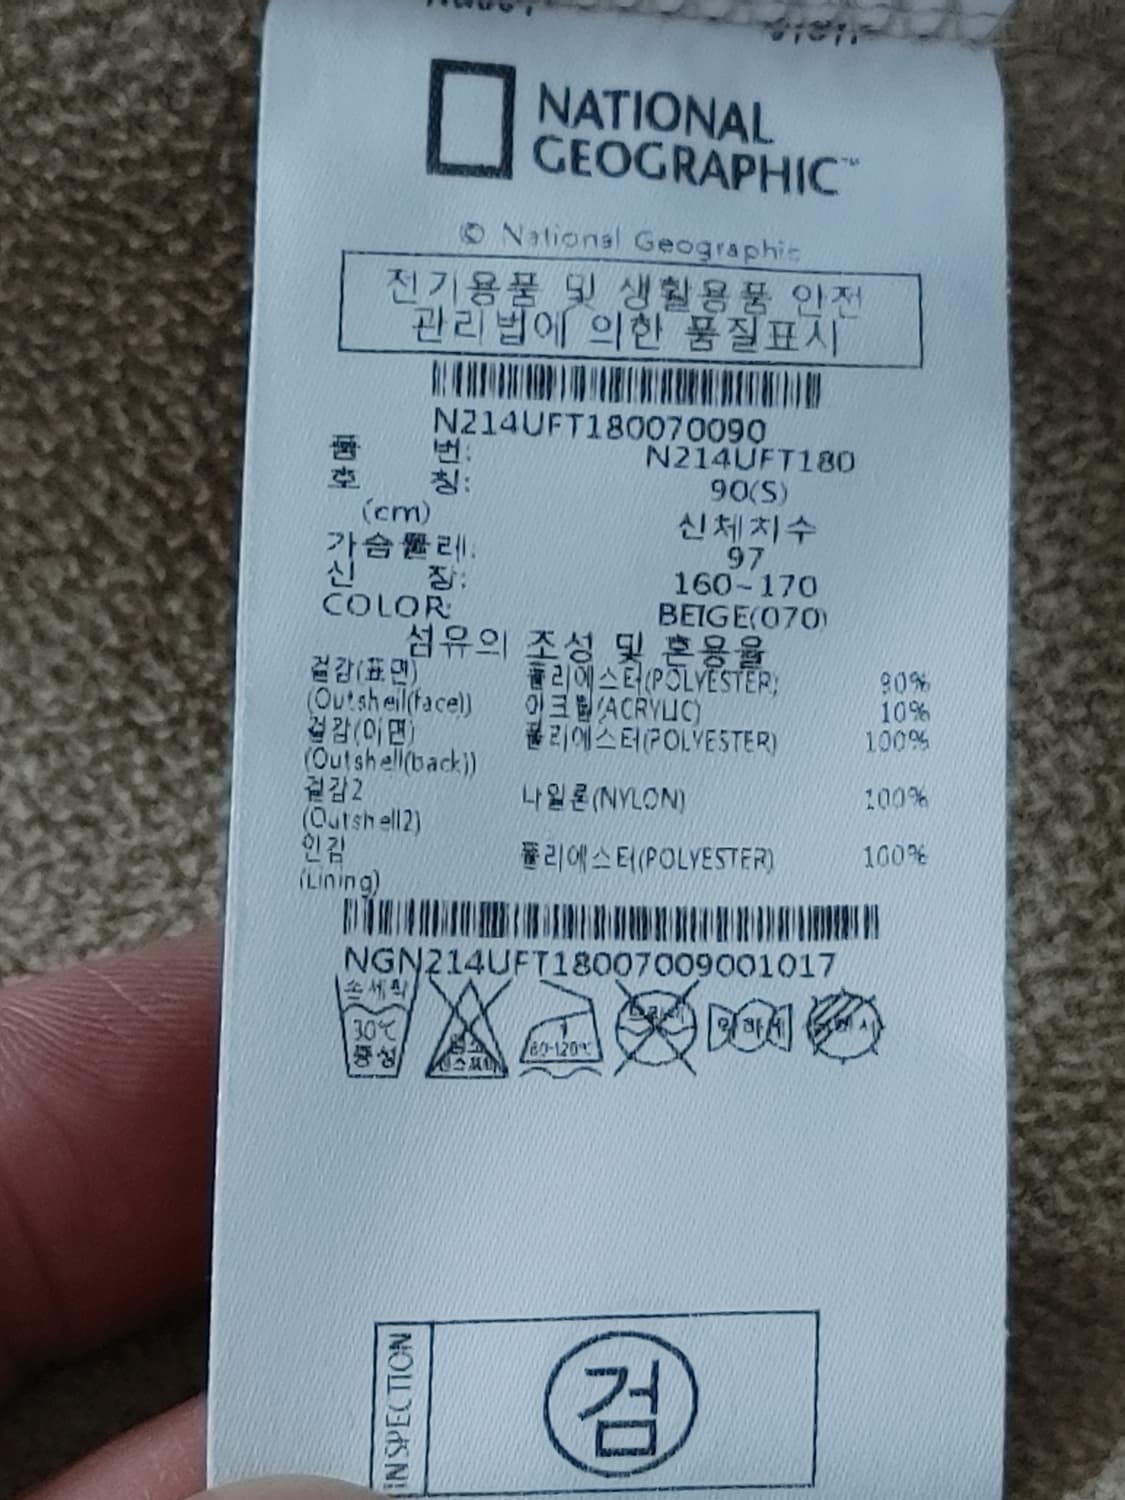 NATIONAL
GEOGRAPHIC™
© National Geographic
전기용품 및 생활용품 안전
관리법에 의한 품질표시
N214UFT180070090
품 번: N214UFT180
호 칭: 90(S)
(cm) 신체치수
가슴둘레: 97
신 장: 160~170
COLOR: BEIGE(070)
섬유의 조성 및 혼용율
겉감(표면) 폴리에스터(POLYESTER) 90%
(Outshell(face)) 아크릴(ACRYLIC) 10%
겉감(이면) 폴리에스터(POLYESTER) 100%
(Outshell(back))
겉감2 나일론(NYLON) 100%
(Outshell2)
안감 폴리에스터(POLYESTER) 100%
(Lining)
NGN214UFT18007009001017
손세탁
30℃
중성
염소
80-120℃
드라이
약하게
INSPECTION
검